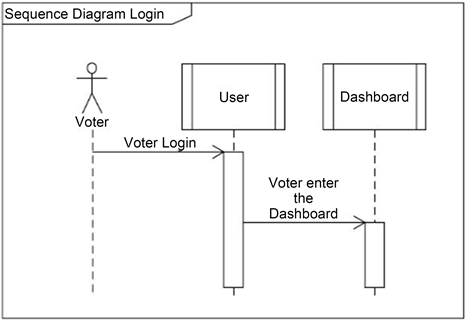 Sequence Diagram Login
Voter
User
Dashboard
Voter Login
Voter enter
the
Dashboard